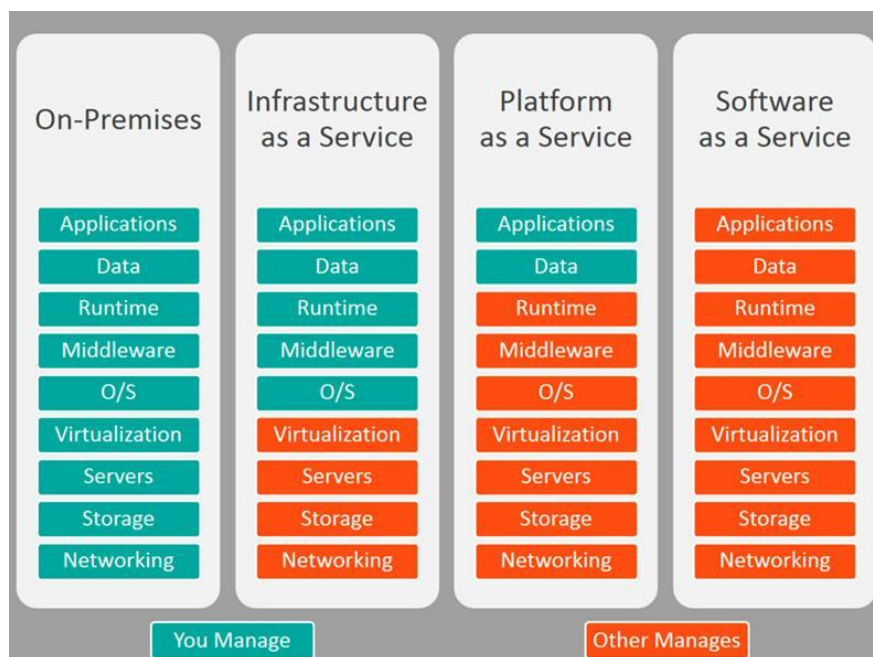 On-Premises
Applications
Data
Runtime
Middleware
O/S
Virtualization
Servers
Storage
Networking
Infrastructure
as a Service
Applications
Data
Runtime
Middleware
O/S
Virtualization
Servers
Storage
Networking
Platform
as a Service
Applications
Data
Runtime
Middleware
O/S
Virtualization
Servers
Storage
Networking
Software
as a Service
Applications
Data
Runtime
Middleware
O/S
Virtualization
Servers
Storage
Networking
You Manage
Other Manages